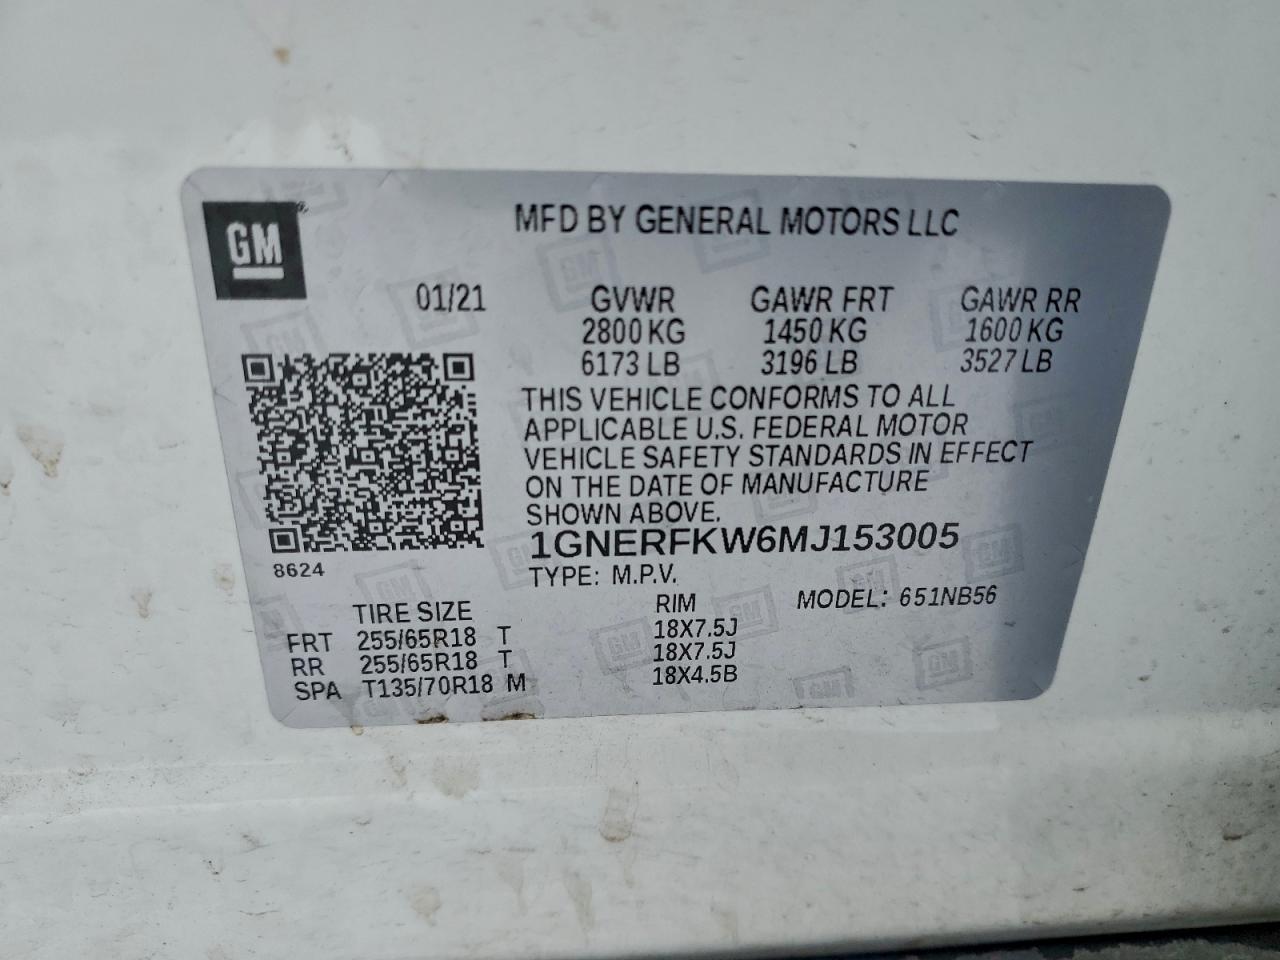 GM
MFD BY GENERAL MOTORS LLC
01/21 GVWR GAWR FRT GAWR RR
2800 KG 1450 KG 1600 KG
6173 LB 3196 LB 3527 LB
THIS VEHICLE CONFORMS TO ALL
APPLICABLE U.S. FEDERAL MOTOR
VEHICLE SAFETY STANDARDS IN EFFECT
ON THE DATE OF MANUFACTURE
SHOWN ABOVE.
1GNERFKW6MJ153005
8624
TYPE: M.P.V.
TIRE SIZE RIM MODEL: 651NB56
FRT 255/65R18 T 18X7.5J
RR 255/65R18 T 18X7.5J
SPA T135/70R18 M 18X4.5B